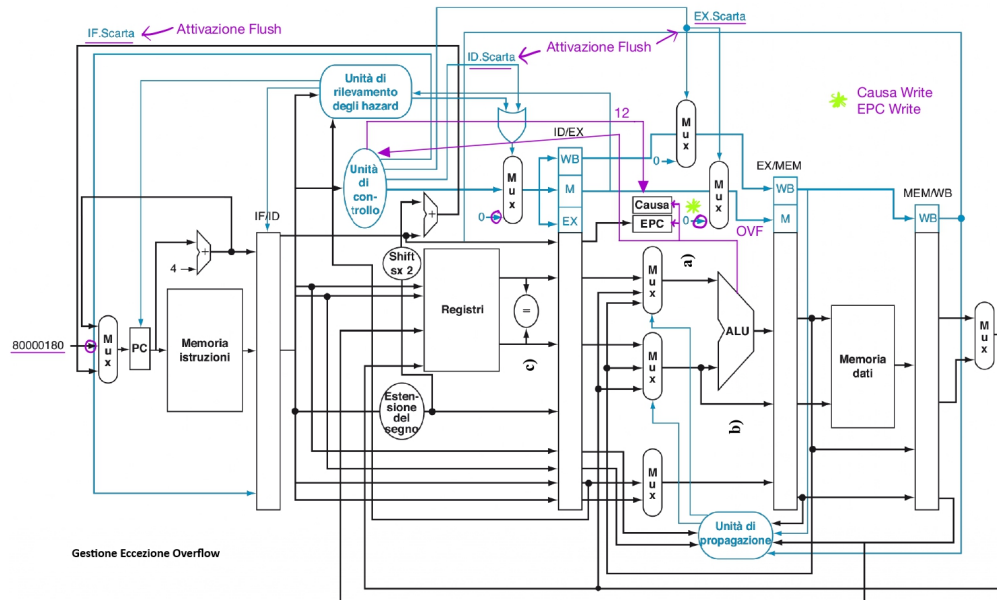 IF.Scarta
Attivazione Flush
EX.Scarta
Attivazione Flush
ID.Scarta
Causa Write
EPC Write
Unità di
rilevamento
degli hazard
12
ID/EX
Unità
di
con-
trollo
Mux
0
Mux
0
Mux
0
WB
M
EX
EX/MEM
WB
M
MEM/WB
WB
Causa
EPC
OVF
a)
IF/ID
+
4
+
Shift
sx 2
80000180
Mux
PC
Memoria
istruzioni
Registri
=
c)
Mux
Mux
ALU
b)
Memoria
dati
Mux
Esten-
sione
del
segno
Mux
Unità di
propagazione
Gestione Eccezione Overflow